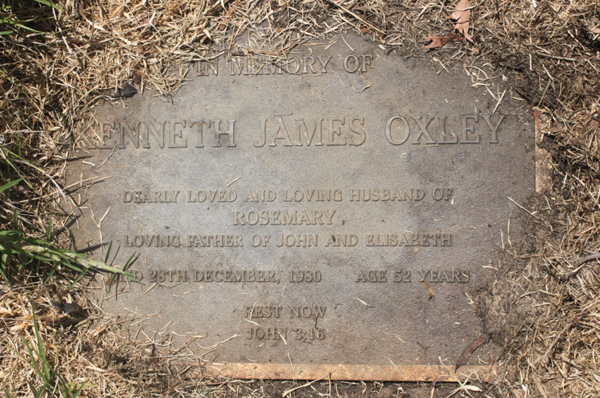 IN MEMORY OF
KENNETH JAMES OXLEY
DEARLY LOVED AND LOVING HUSBAND OF
ROSEMARY,
LOVING FATHER OF JOHN AND ELISABETH
DECEMBER, 1980 AGE 52 YEARS
REST NOW
JOHN 3:16